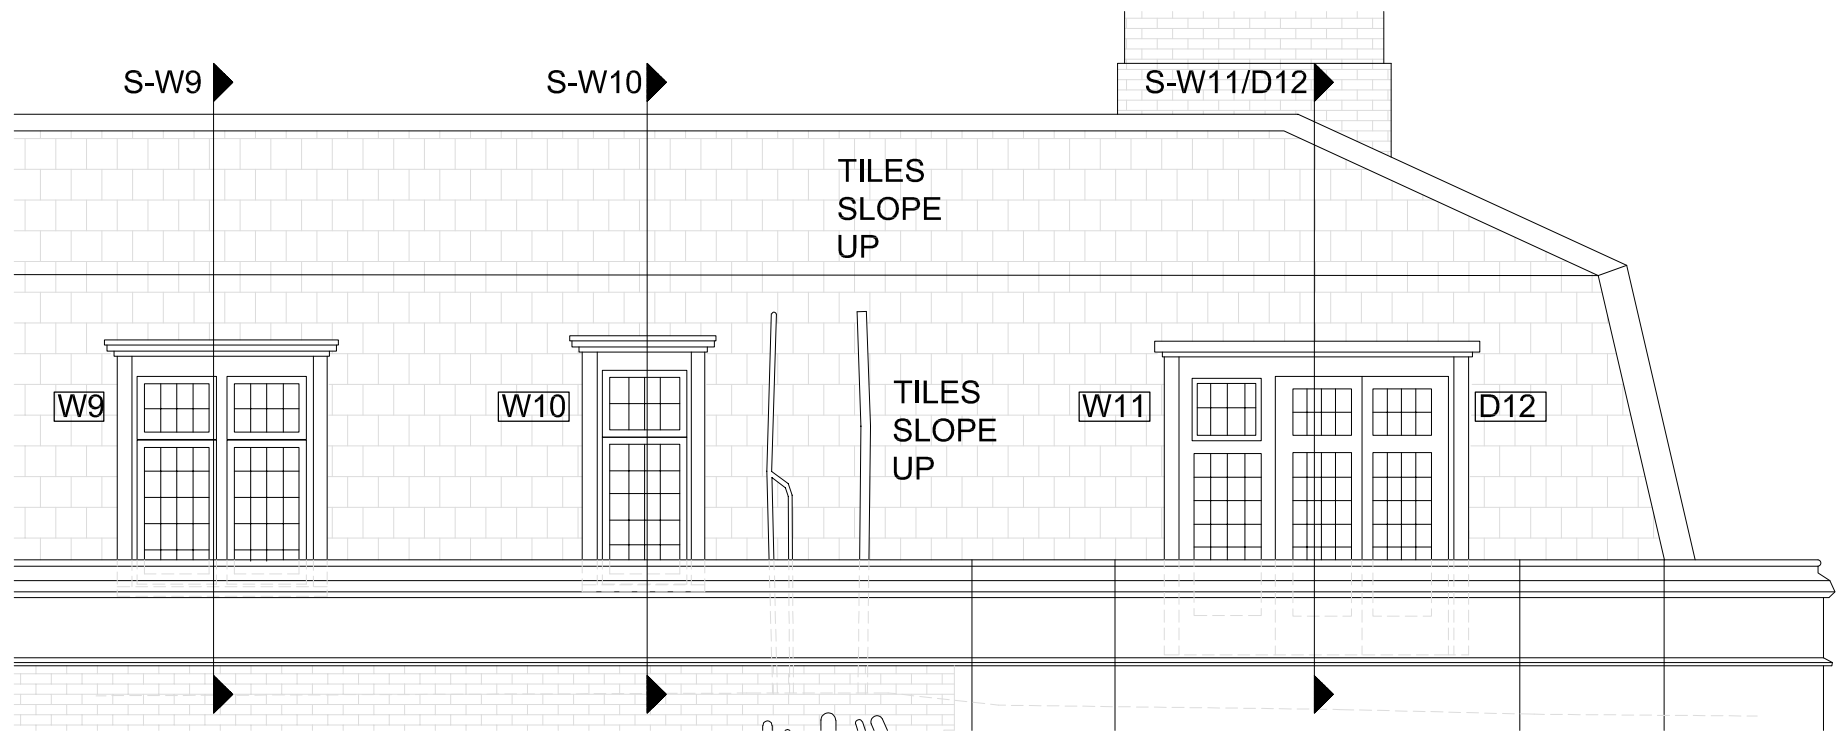 S-W9
S-W10
S-W11/D12
TILES
SLOPE
UP
W9
W10
TILES
SLOPE
UP
W11
D12